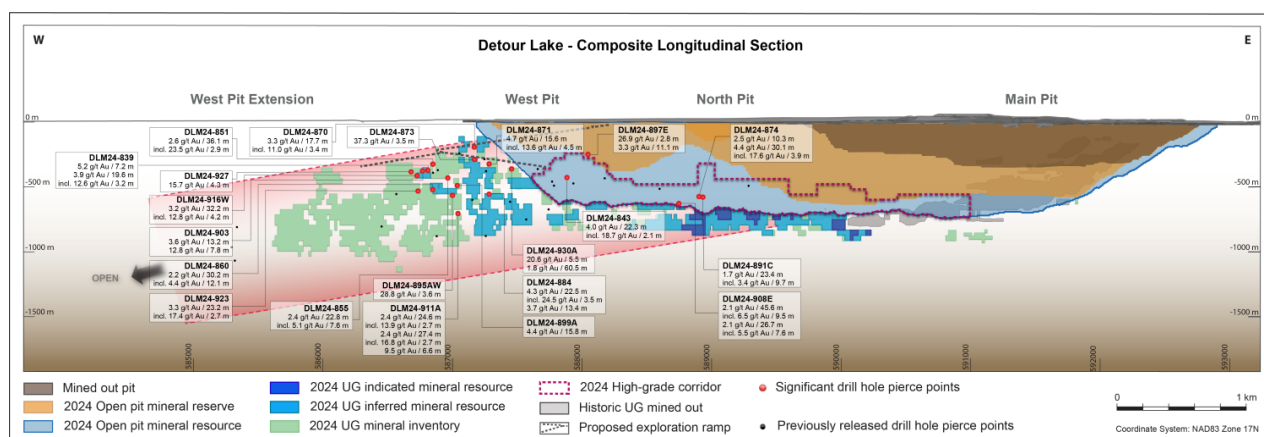 W
Detour Lake - Composite Longitudinal Section
E
West Pit Extension
West Pit
North Pit
Main Pit
0 m
0 m
-500 m
-500 m
-1000 m
-1000 m
-1500 m
-1500 m
DLM24-851
2.6 g/t Au / 36.1 m
incl. 23.5 g/t Au / 2.9 m
DLM24-870
3.3 g/t Au / 17.7 m
incl. 11.0 g/t Au / 3.4 m
DLM24-873
37.3 g/t Au / 3.5 m
DLM24-871
4.7 g/t Au / 15.6 m
incl. 13.6 g/t Au / 4.5 m
DLM24-897E
26.9 g/t Au / 2.8 m
3.3 g/t Au / 11.1 m
DLM24-874
2.5 g/t Au / 10.3 m
4.4 g/t Au / 30.1 m
incl. 17.6 g/t Au / 3.9 m
DLM24-839
5.2 g/t Au / 7.2 m
3.9 g/t Au / 19.6 m
incl. 12.6 g/t Au / 3.2 m
DLM24-927
15.7 g/t Au / 4.3 m
DLM24-916W
3.2 g/t Au / 32.2 m
incl. 12.8 g/t Au / 4.2 m
DLM24-903
3.6 g/t Au / 13.2 m
12.8 g/t Au / 7.8 m
DLM24-860
2.2 g/t Au / 30.2 m
incl. 4.4 g/t Au / 12.1 m
DLM24-923
3.3 g/t Au / 23.2 m
incl. 17.4 g/t Au / 2.7 m
OPEN
DLM24-843
4.0 g/t Au / 22.3 m
incl. 18.7 g/t Au / 2.1 m
DLM24-930A
20.6 g/t Au / 5.5 m
1.8 g/t Au / 60.5 m
DLM24-884
4.3 g/t Au / 22.5 m
incl. 24.5 g/t Au / 3.5 m
3.7 g/t Au / 13.4 m
DLM24-899A
4.4 g/t Au / 15.8 m
DLM24-895AW
28.8 g/t Au / 3.6 m
DLM24-855
2.4 g/t Au / 22.8 m
incl. 5.1 g/t Au / 7.6 m
DLM24-911A
2.4 g/t Au / 24.6 m
incl. 13.9 g/t Au / 2.7 m
2.4 g/t Au / 27.4 m
incl. 16.8 g/t Au / 2.7 m
9.5 g/t Au / 6.6 m
DLM24-891C
1.7 g/t Au / 23.4 m
incl. 3.4 g/t Au / 9.7 m
DLM24-908E
2.1 g/t Au / 45.6 m
incl. 6.5 g/t Au / 9.5 m
2.1 g/t Au / 26.7 m
incl. 5.5 g/t Au / 7.6 m
585000
586000
587000
588000
589000
590000
591000
592000
593000
Mined out pit
2024 Open pit mineral reserve
2024 Open pit mineral resource
2024 UG indicated mineral resource
2024 UG inferred mineral resource
2024 UG mineral inventory
2024 High-grade corridor
Historic UG mined out
Proposed exploration ramp
Significant drill hole pierce points
Previously released drill hole pierce points
0
1 km
Coordinate System: NAD83 Zone 17N